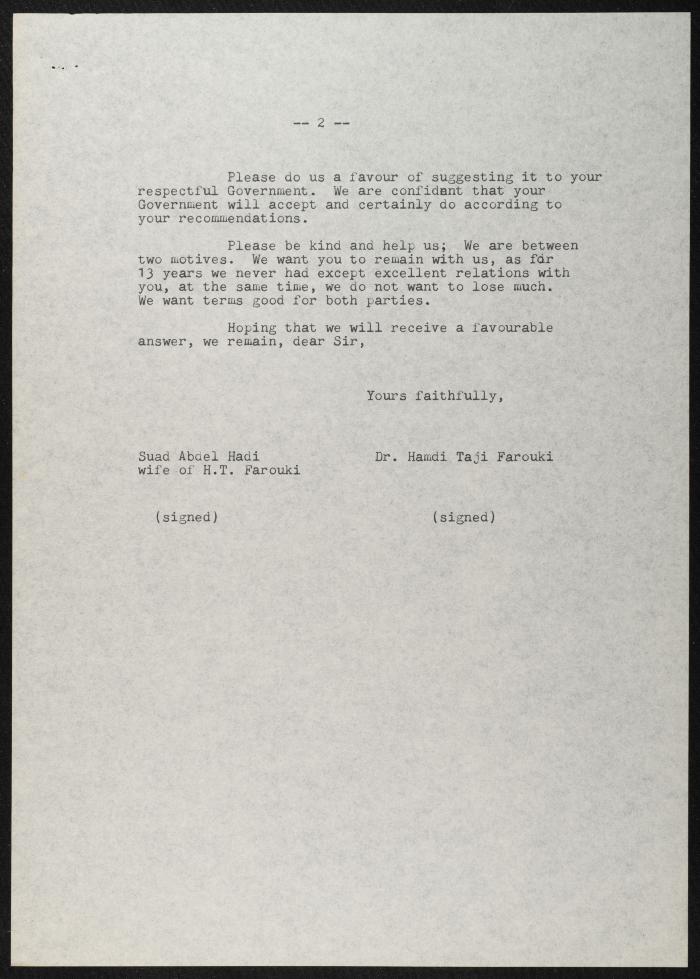 -- 2 --
Please do us a favour of suggesting it to your
respectful Government. We are confident that your
Government will accept and certainly do according to
your recommendations.
Please be kind and help us; We are between
two motives. We want you to remain with us, as for
13 years we never had except excellent relations with
you, at the same time, we do not want to lose much.
We want terms good for both parties.
Hoping that we will receive a favourable
answer, we remain, dear Sir,
Yours faithfully,
Suad Abdel Hadi Dr. Hamdi Taji Farouki
wife of H.T. Farouki
(signed) (signed)